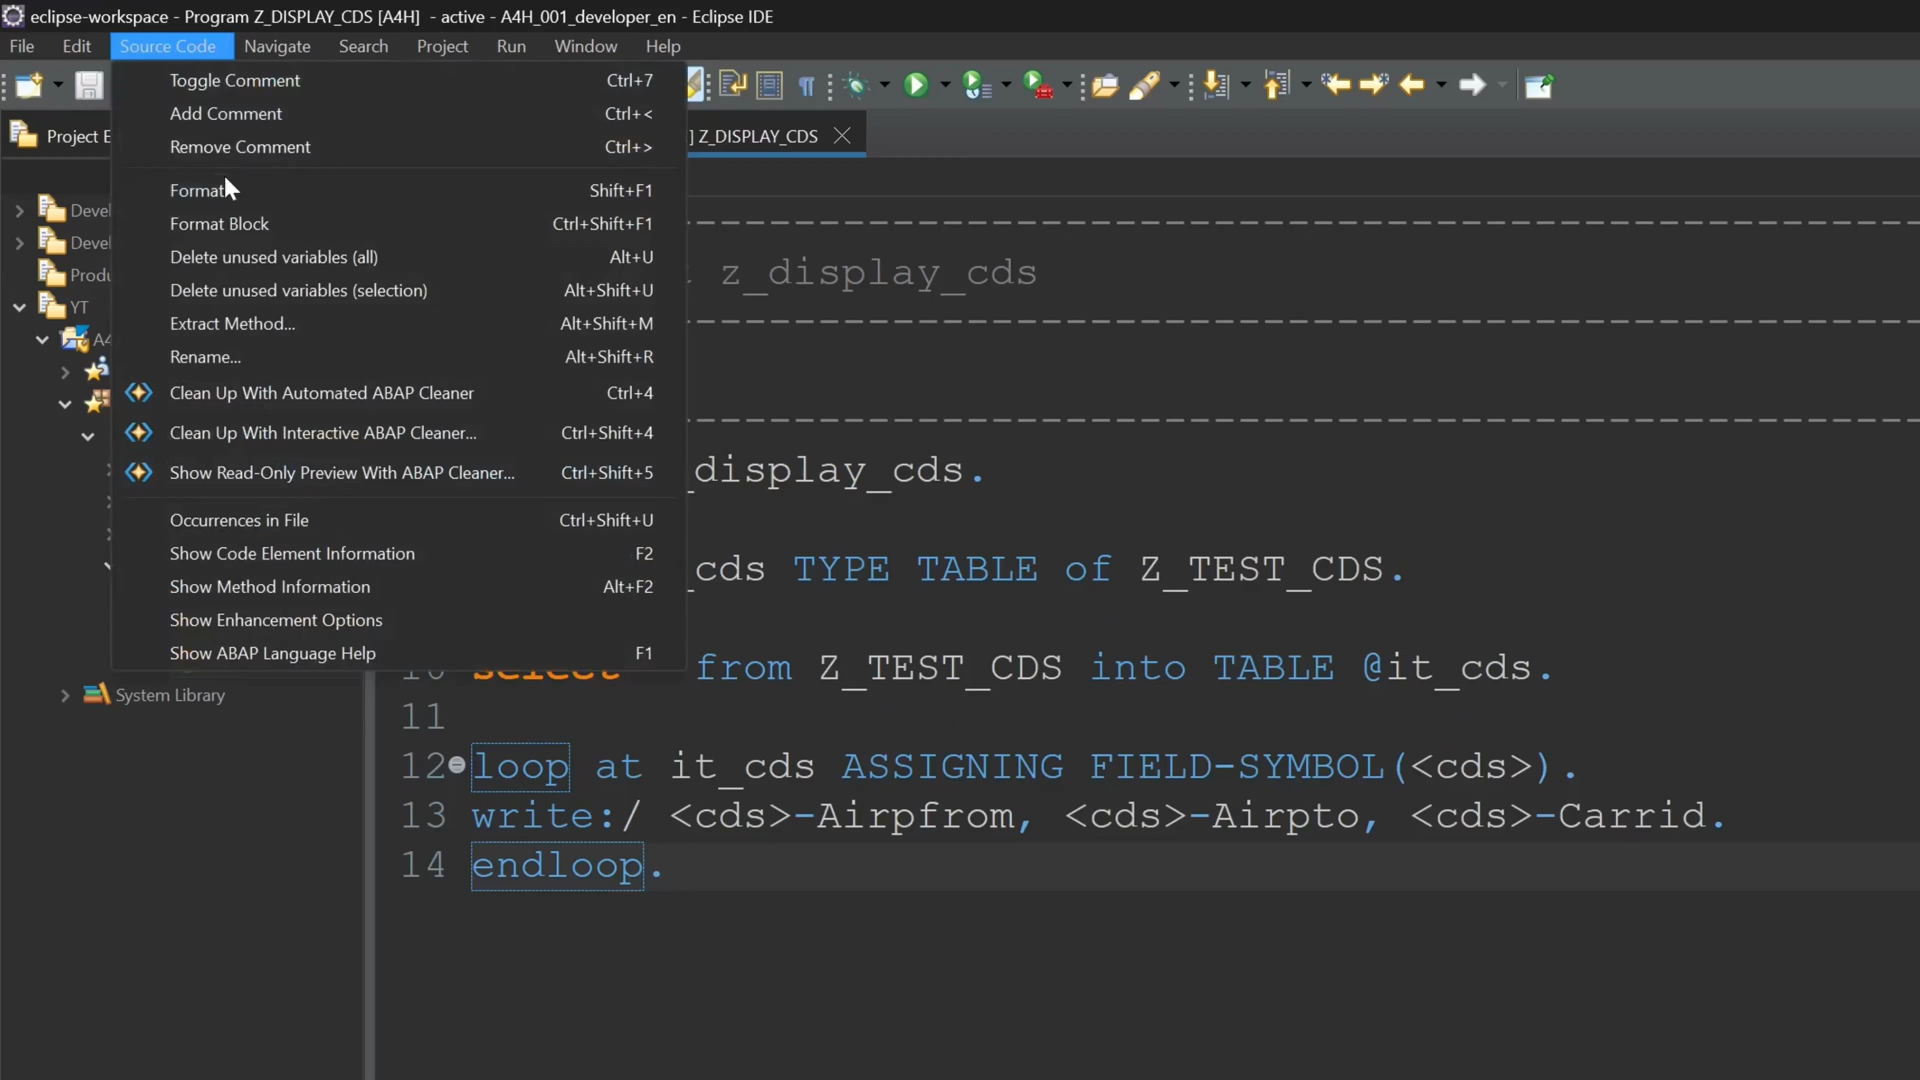 eclipse-workspace - Program Z_DISPLAY_CDS [A4H] - active - A4H_001_developer_en - Eclipse IDE
File Edit Source Code Navigate Search Project Run Window Help
Project E
] Z_DISPLAY_CDS
Toggle Comment Ctrl+7
Add Comment Ctrl+<
Remove Comment Ctrl+>
Format Shift+F1
Format Block Ctrl+Shift+F1
Delete unused variables (all) Alt+U
Delete unused variables (selection) Alt+Shift+U
Extract Method... Alt+Shift+M
Rename... Alt+Shift+R
Clean Up With Automated ABAP Cleaner Ctrl+4
Clean Up With Interactive ABAP Cleaner... Ctrl+Shift+4
Show Read-Only Preview With ABAP Cleaner... Ctrl+Shift+5
Occurrences in File Ctrl+Shift+U
Show Code Element Information F2
Show Method Information Alt+F2
Show Enhancement Options
Show ABAP Language Help F1
Devel
Devel
Produ
YT
A4
System Library
z_display_cds
_display_cds.
_cds TYPE TABLE of Z_TEST_CDS.
10 select from Z_TEST_CDS into TABLE @it_cds.
11
12 loop at it_cds ASSIGNING FIELD-SYMBOL(<cds>).
13 write:/ <cds>-Airpfrom, <cds>-Airpto, <cds>-Carrid.
14 endloop.